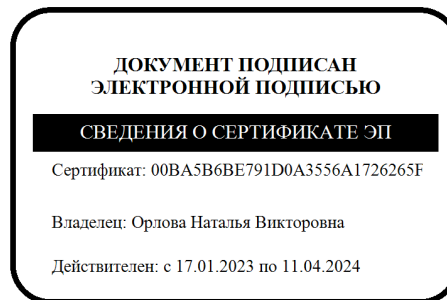 ДОКУМЕНТ ПОДПИСАН
ЭЛЕКТРОННОЙ ПОДПИСЬЮ
СВЕДЕНИЯ О СЕРТИФИКАТЕ ЭП
Сертификат: 00BA5B6BE791D0A3556A1726265F
Владелец: Орлова Наталья Викторовна
Действителен: с 17.01.2023 по 11.04.2024